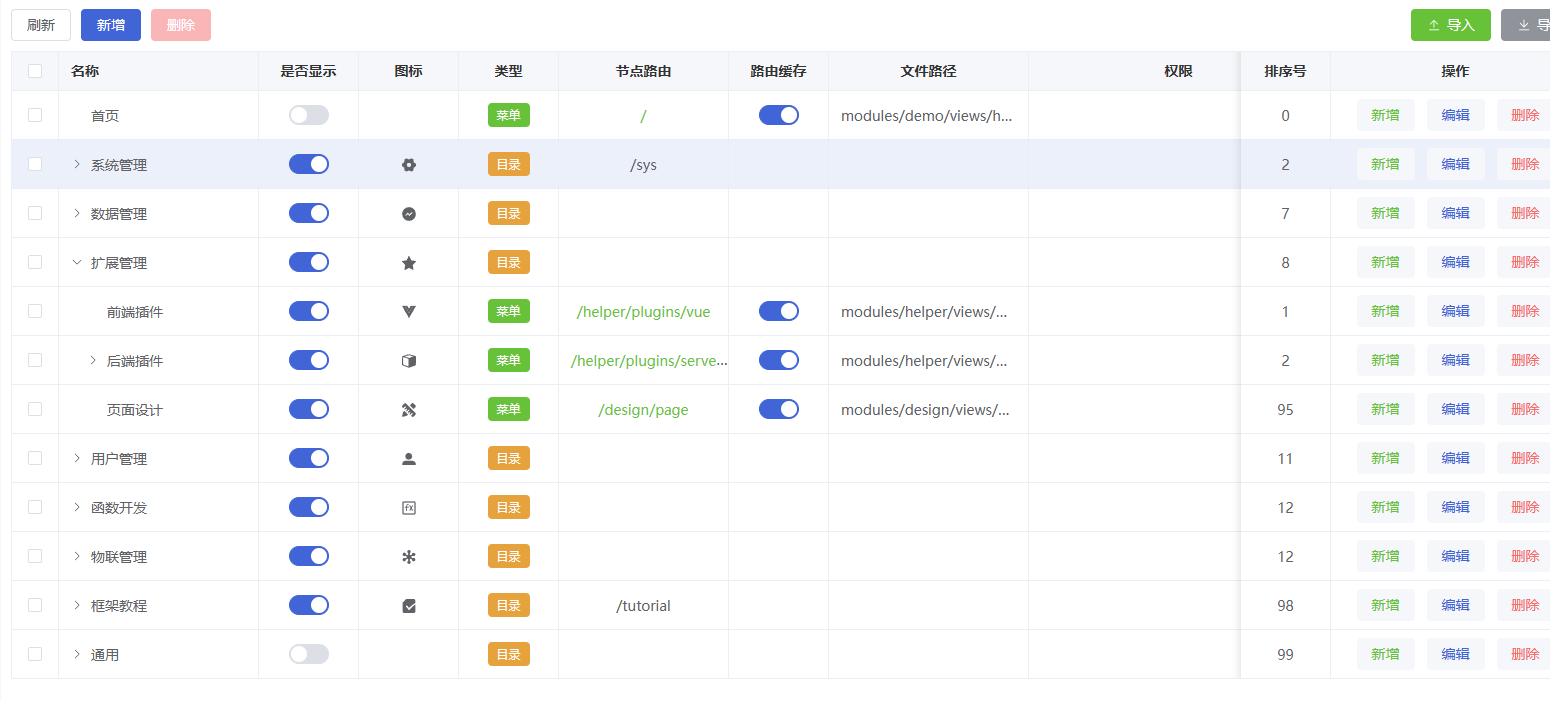 刷新 新增 删除 导入 导
名称 是否显示 图标 类型 节点路由 路由缓存 文件路径 权限 排序号 操作
首页 菜单 / modules/demo/views/h... 0 新增 编辑 删除
系统管理 目录 /sys 2 新增 编辑 删除
数据管理 目录 7 新增 编辑 删除
扩展管理 目录 8 新增 编辑 删除
前端插件 菜单 /helper/plugins/vue modules/helper/views/... 1 新增 编辑 删除
后端插件 菜单 /helper/plugins/serve... modules/helper/views/... 2 新增 编辑 删除
页面设计 菜单 /design/page modules/design/views/... 95 新增 编辑 删除
用户管理 目录 11 新增 编辑 删除
函数开发 目录 12 新增 编辑 删除
物联管理 目录 12 新增 编辑 删除
框架教程 目录 /tutorial 98 新增 编辑 删除
通用 目录 99 新增 编辑 删除